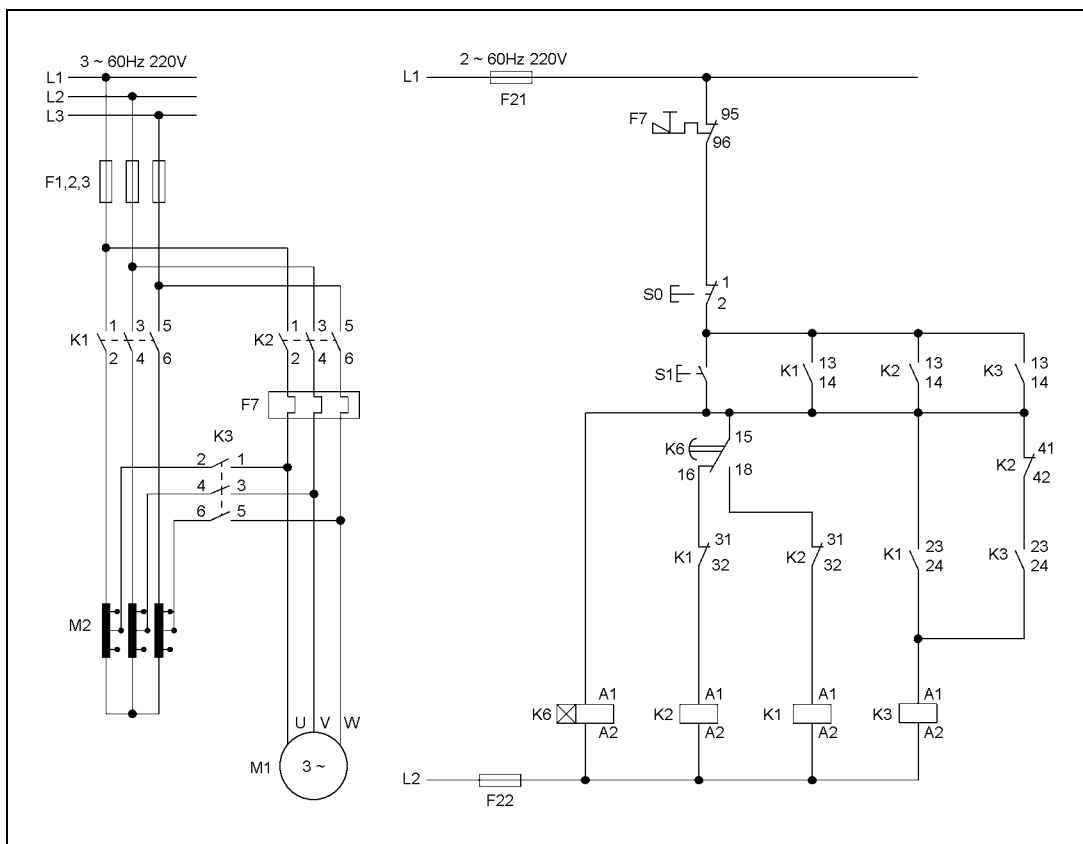 3 ~ 60Hz 220V
L1
L2
L3
F1,2,3
K1
1 3 5
2 4 6
K2
1 3 5
2 4 6
F7
K3
2 1
4 3
6 5
M2
U V W
M1
3 ~
2 ~ 60Hz 220V
L1
F21
F7
95
96
S0
1
2
S1
K1
13
14
K2
13
14
K3
13
14
K6
15
16
18
K2
41
42
K1
31
32
K2
31
32
K1
23
24
K3
23
24
K6
A1
A2
K2
A1
A2
K1
A1
A2
K3
A1
A2
L2
F22